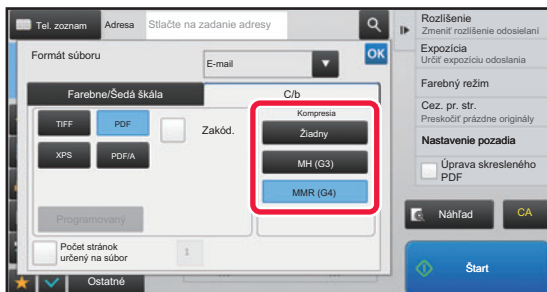 Tel. zoznam
Adresa
Stlačte na zadanie adresy
Formát súboru
E-mail
OK
Farebne/Šedá škála
C/b
TIFF
PDF
Zakód.
XPS
PDF/A
Programovaný
Kompresia
Žiadny
MH (G3)
MMR (G4)
Počet stránok
určený na súbor
1
Ostatné
Rozlíšenie
Zmeniť rozlíšenie odosielani
Expozícia
Určiť expozíciu odoslania
Farebný režim
Cez. pr. str.
Preskočiť prázdne originály
Nastavenie pozadia
Úprava skresleného
PDF
Náhľad
CA
Štart